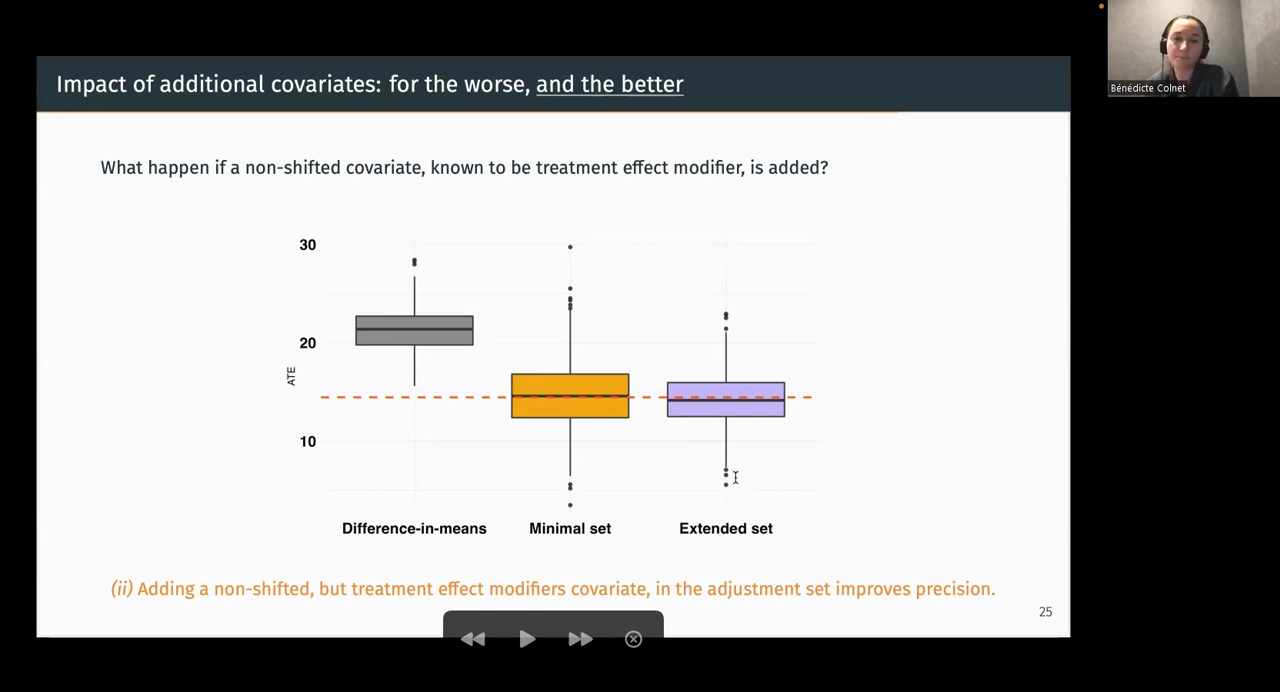 Impact of additional covariates: for the worse, and the better
Bénédicte Colnet
What happen if a non-shifted covariate, known to be treatment effect modifier, is added?
30
20
10
ATE
Difference-in-means Minimal set Extended set
(ii) Adding a non-shifted, but treatment effect modifiers covariate, in the adjustment set improves precision.
25